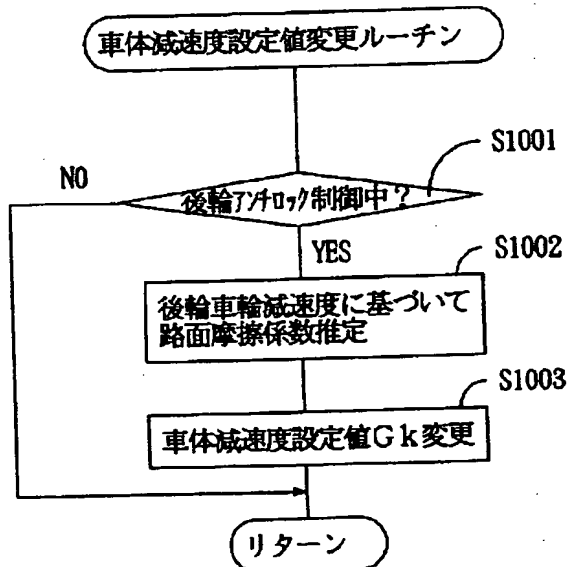 車体減速度設定値変更ルーチン
S1001
NO
後輪アンチロック制御中？
YES
S1002
後輪車輪減速度に基づいて
路面摩擦係数推定
S1003
車体減速度設定値Gk変更
リターン